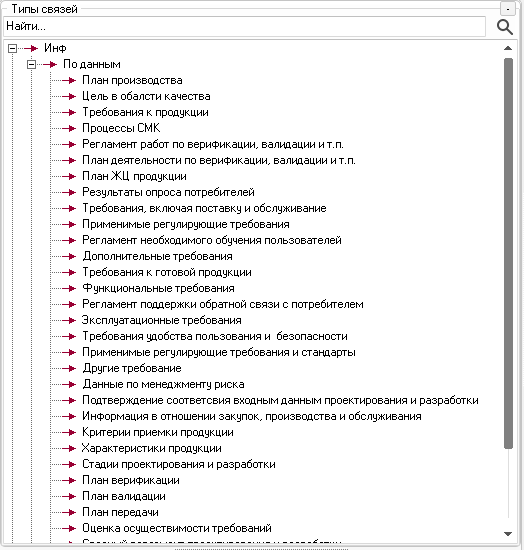 Типы связей
-
Найти...
Инф
По данным
План производства
Цель в обалсти качества
Требования к продукции
Процессы СМК
Регламент работ по верификации, валидации и т.п.
План деятельности по верификации, валидации и т.п.
План ЖЦ продукции
Результаты опроса потребителей
Требования, включая поставку и обслуживание
Применимые регулирующие требования
Регламент необходимого обучения пользователей
Дополнительные требования
Требования к готовой продукции
Функциональные требования
Регламент поддержки обратной связи с потребителем
Эксплуатационные требования
Требования удобства пользования и  безопасности
Применимые регулирующие требования и стандарты
Другие требование
Данные по менеджменту риска
Подтверждение соответсвия входным данным проектирования и разработки
Информация в отношении закупок, производства и обслуживания
Критерии приемки продукции
Характеристики продукции
Стадии проектирования и разработки
План верификации
План валидации
План передачи
Оценка осуществимости требований